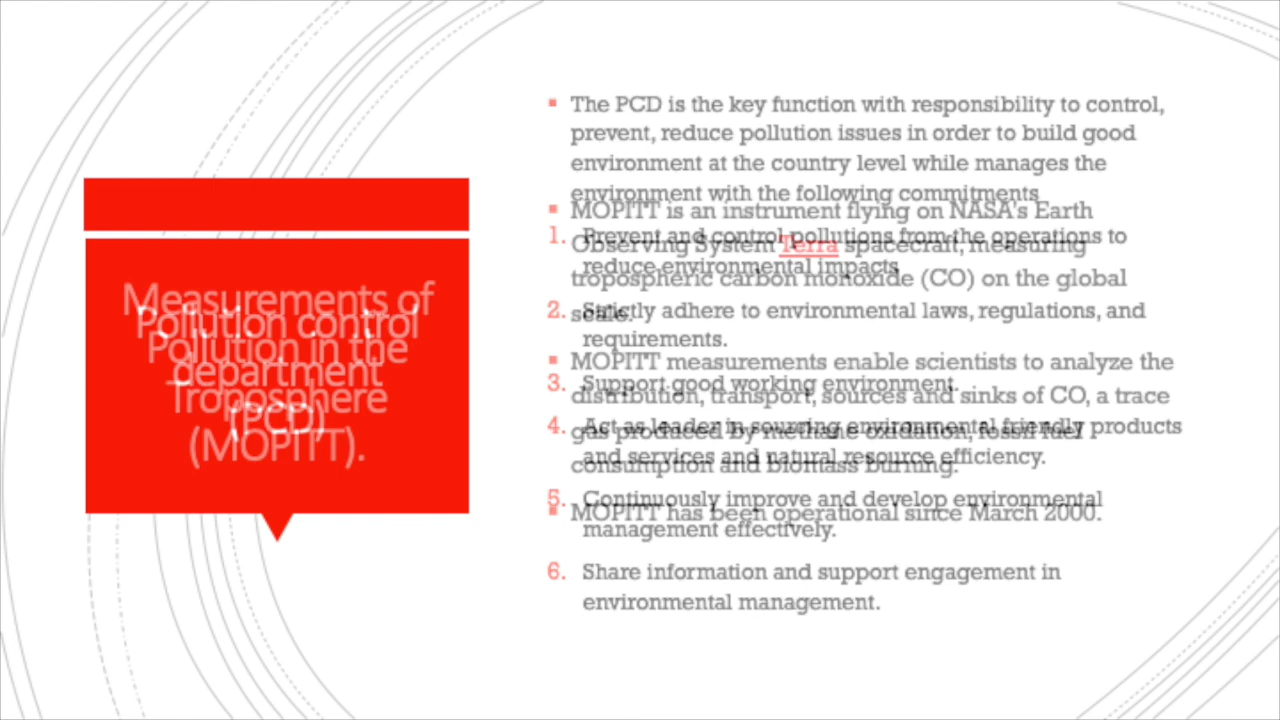 Measurements of
Pollution in the
Troposphere
(MOPITT).
Pollution control
department
(PCD)
▪ The PCD is the key function with responsibility to control,
prevent, reduce pollution issues in order to build good
environment at the country level while manages the
environment with the following commitments
1. Prevent and control pollutions from the operations to
reduce environmental impacts
2. Strictly adhere to environmental laws, regulations, and
requirements.
3. Support good working environment.
4. Act as leader in sourcing environmental friendly products
and services and natural resource efficiency.
5. Continuously improve and develop environmental
management effectively.
6. Share information and support engagement in
environmental management.
▪ MOPITT is an instrument flying on NASA's Earth
Observing System Terra spacecraft, measuring
tropospheric carbon monoxide (CO) on the global
scale.
▪ MOPITT measurements enable scientists to analyze the
distribution, transport, sources and sinks of CO, a trace
gas produced by methane oxidation, fossil fuel
consumption and biomass burning.
▪ MOPITT has been operational since March 2000.